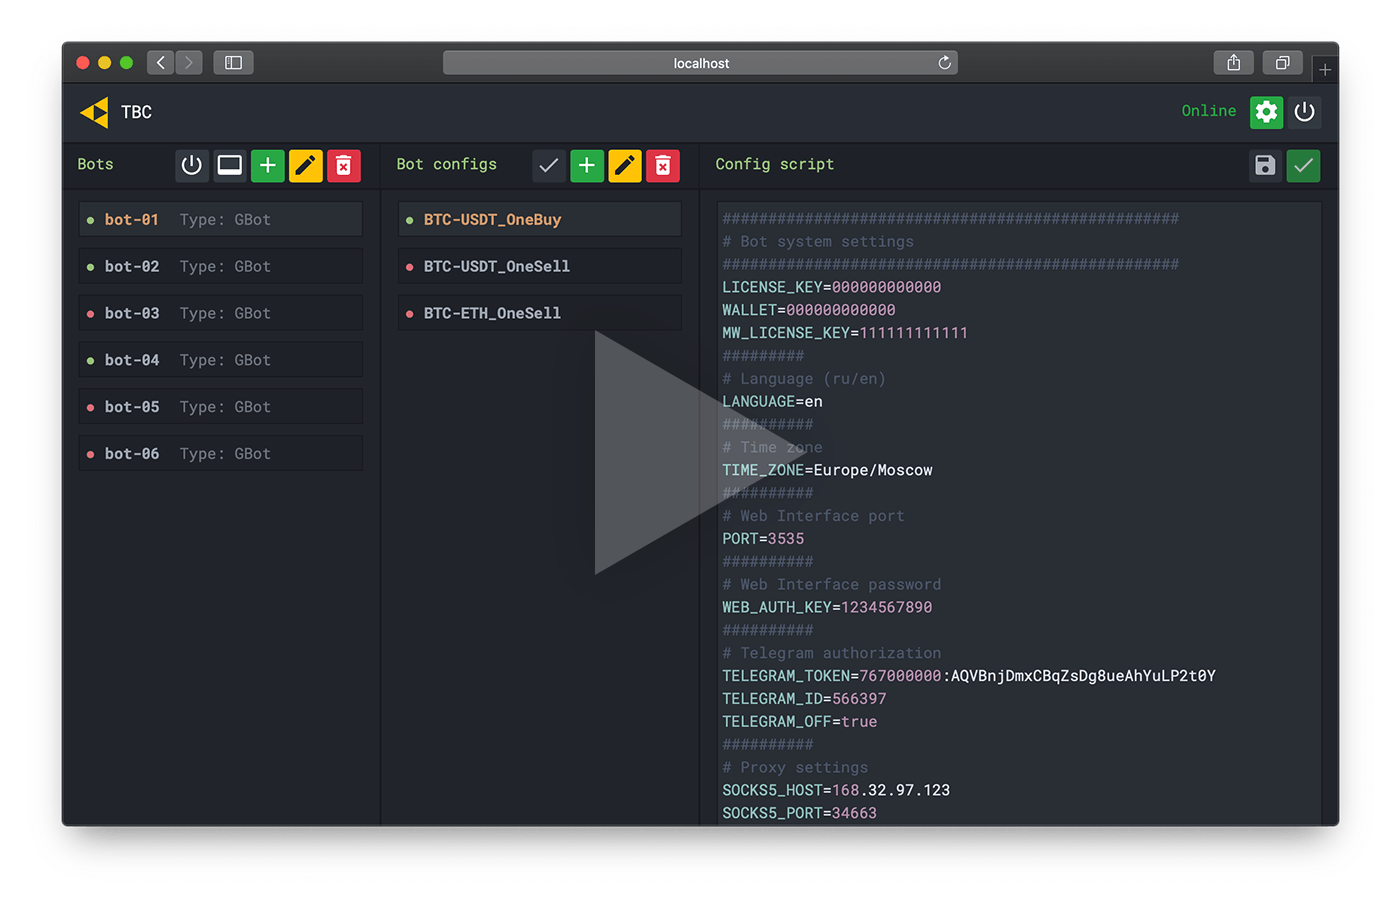 localhost
TBC
Online
Bots
Bot configs
Config script
bot-01 Type: GBot
bot-02 Type: GBot
bot-03 Type: GBot
bot-04 Type: GBot
bot-05 Type: GBot
bot-06 Type: GBot
BTC-USDT_OneBuy
BTC-USDT_OneSell
BTC-ETH_OneSell
##################################################
# Bot system settings
##################################################
LICENSE_KEY=000000000000
WALLET=000000000000
MW_LICENSE_KEY=111111111111
#########
# Language (ru/en)
LANGUAGE=en
##########
# Time zone
TIME_ZONE=Europe/Moscow
##########
# Web Interface port
PORT=3535
##########
# Web Interface password
WEB_AUTH_KEY=1234567890
##########
# Telegram authorization
TELEGRAM_TOKEN=767000000:AQVBnjDmxCBqZsDg8ueAhYuLP2t0Y
TELEGRAM_ID=566397
TELEGRAM_OFF=true
##########
# Proxy settings
SOCKS5_HOST=168.32.97.123
SOCKS5_PORT=34663